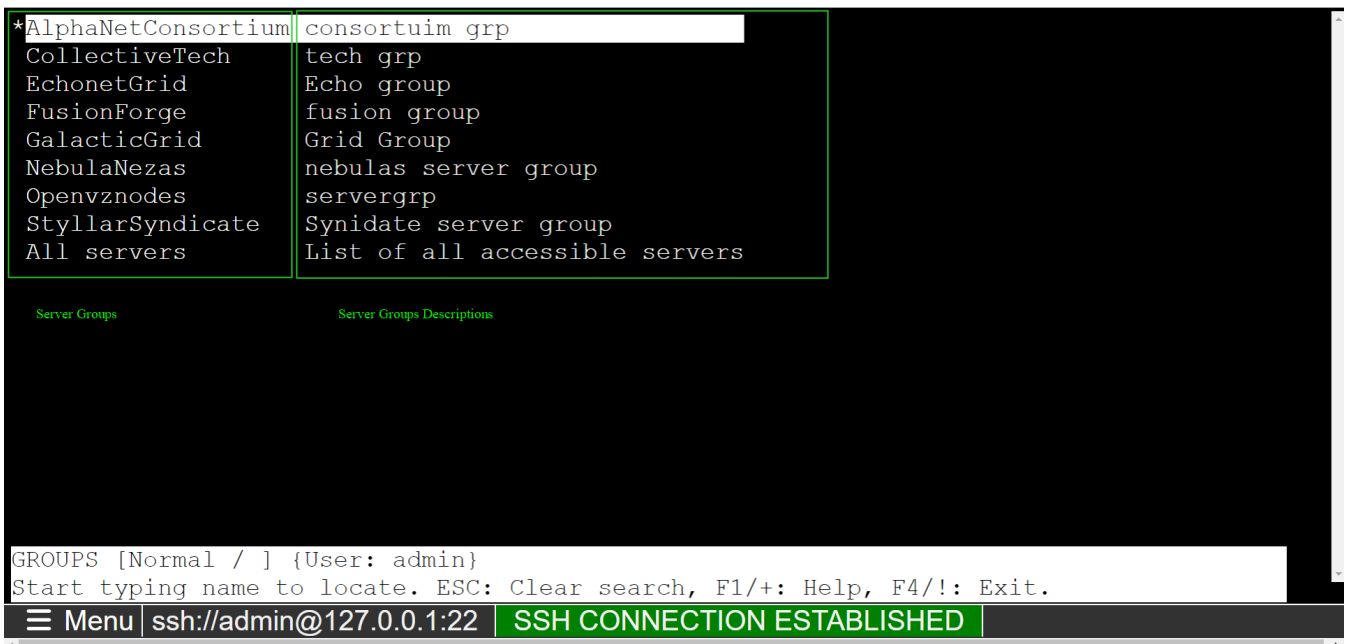 *AlphaNetConsortium consortuim grp
CollectiveTech tech grp
EchonetGrid Echo group
FusionForge fusion group
GalacticGrid Grid Group
NebulaNezas nebulas server group
Openvznodes servergrp
StyllarSyndicate Synidate server group
All servers List of all accessible servers
Server Groups Server Groups Descriptions
GROUPS [Normal / ] {User: admin}
Start typing name to locate. ESC: Clear search, F1/+: Help, F4/!: Exit.
☰ Menu ssh://admin@127.0.0.1:22 SSH CONNECTION ESTABLISHED